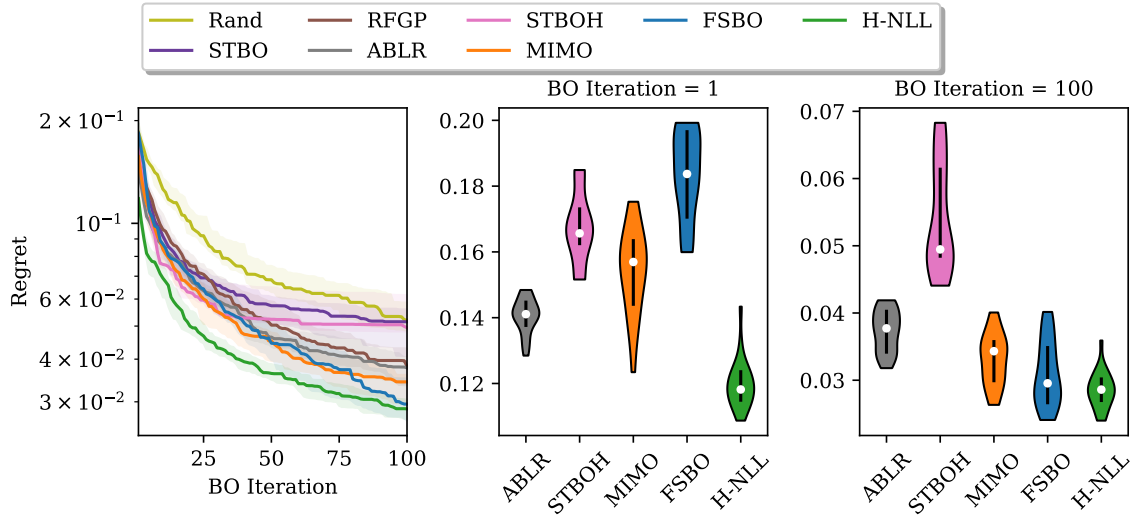 Rand RFGP STBOH FSBO H-NLL
STBO ABLR MIMO
Regret
2 × 10⁻¹
10⁻¹
6 × 10⁻²
4 × 10⁻²
3 × 10⁻²
25 50 75 100
BO Iteration
BO Iteration = 1
0.20
0.18
0.16
0.14
0.12
ABLR STBOH MIMO FSBO H-NLL
BO Iteration = 100
0.07
0.06
0.05
0.04
0.03
ABLR STBOH MIMO FSBO H-NLL